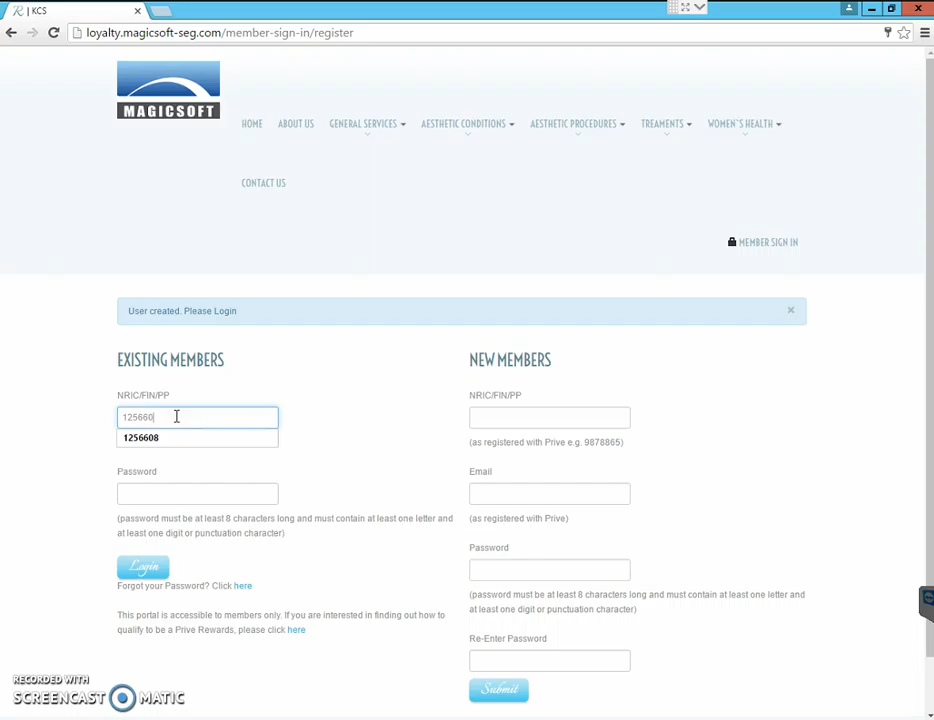 KCS
loyalty.magicsoft-seg.com/member-sign-in/register
MAGICSOFT
HOME ABOUT US GENERAL SERVICES AESTHETIC CONDITIONS AESTHETIC PROCEDURES TREAMENTS WOMEN`S HEALTH
CONTACT US
MEMBER SIGN IN
User created. Please Login ×
EXISTING MEMBERS
NRIC/FIN/PP
125660
1256608
Password
(password must be at least 8 characters long and must contain at least one letter and
at least one digit or punctuation character)
Login
Forgot your Password? Click here
This portal is accessible to members only. If you are interested in finding out how to
qualify to be a Prive Rewards, please click here
NEW MEMBERS
NRIC/FIN/PP
(as registered with Prive e.g. 9878865)
Email
(as registered with Prive)
Password
(password must be at least 8 characters long and must contain at least one letter and
at least one digit or punctuation character)
Re-Enter Password
Submit
RECORDED WITH
SCREENCAST MATIC